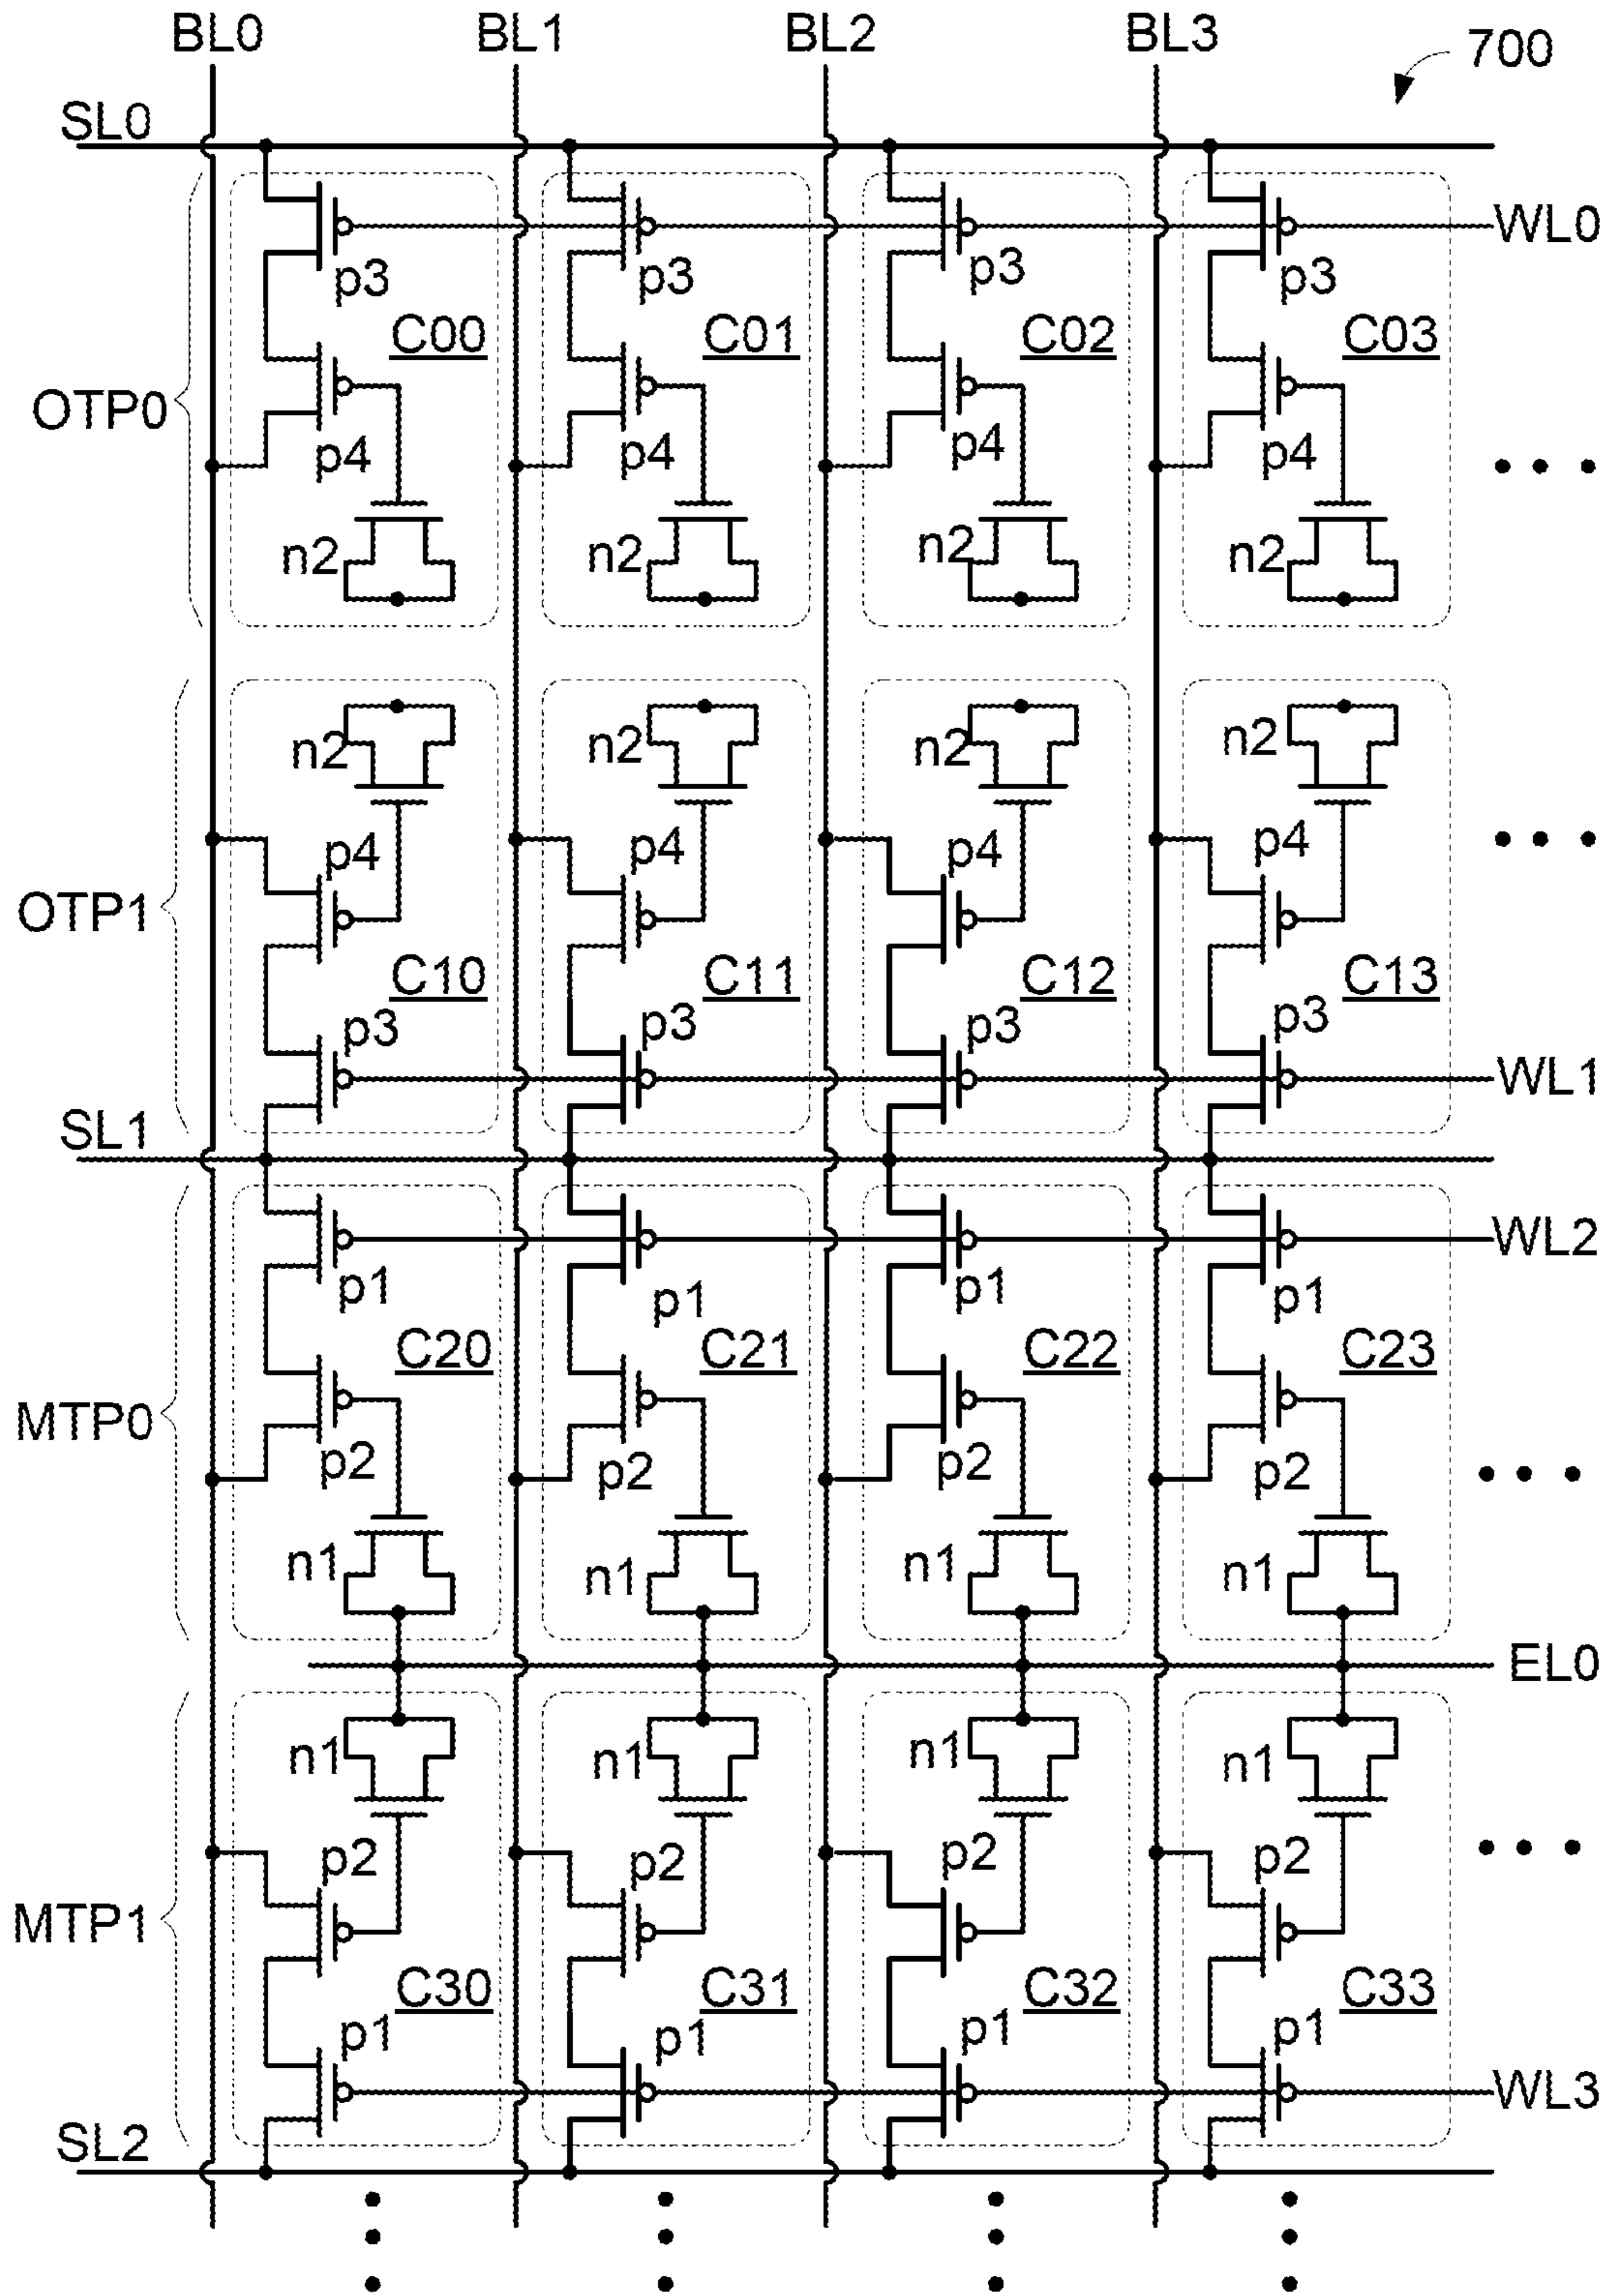 BL0 BL1 BL2 BL3 700
SL0
WL0
p3 p3 p3 p3
C00 C01 C02 C03
OTP0
p4 p4 p4 p4
n2 n2 n2 n2
n2 n2 n2 n2
p4 p4 p4 p4
OTP1
C10 C11 C12 C13
p3 p3 p3 p3
WL1
SL1
WL2
p1 p1 p1 p1
C20 C21 C22 C23
MTP0
p2 p2 p2 p2
n1 n1 n1 n1
EL0
n1 n1 n1 n1
p2 p2 p2 p2
MTP1
C30 C31 C32 C33
p1 p1 p1 p1
WL3
SL2